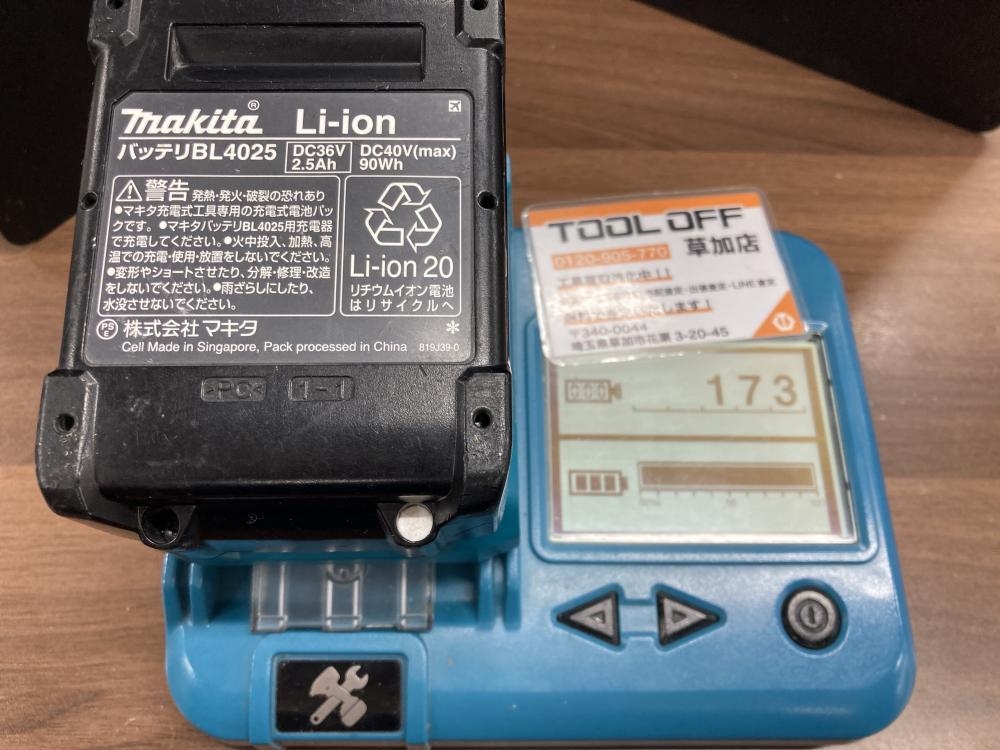 makita® Li-ion
バッテリBL4025
DC36V
2.5Ah
DC40V(max)
90Wh
警告 発熱・発火・破裂の恐れあり
●マキタ充電式工具専用の充電式電池パッ
クです。●マキタバッテリBL4025用充電器
で充電してください。●火中投入、加熱、高
温での充電・使用・放置をしないでください。
●変形やショートさせたり、分解・修理・改造
をしないでください。●雨ざらしにしたり、
水没させないでください。
Li-ion 20
リチウムイオン電池
はリサイクルへ
PSE 株式会社 マキタ *
Cell Made in Singapore, Pack processed in China 819J39-0
>PC<
1-1
TOOL OFF
草加店
0120-905-770
〒340-0044
埼玉県草加市花栗 3-20-45
173